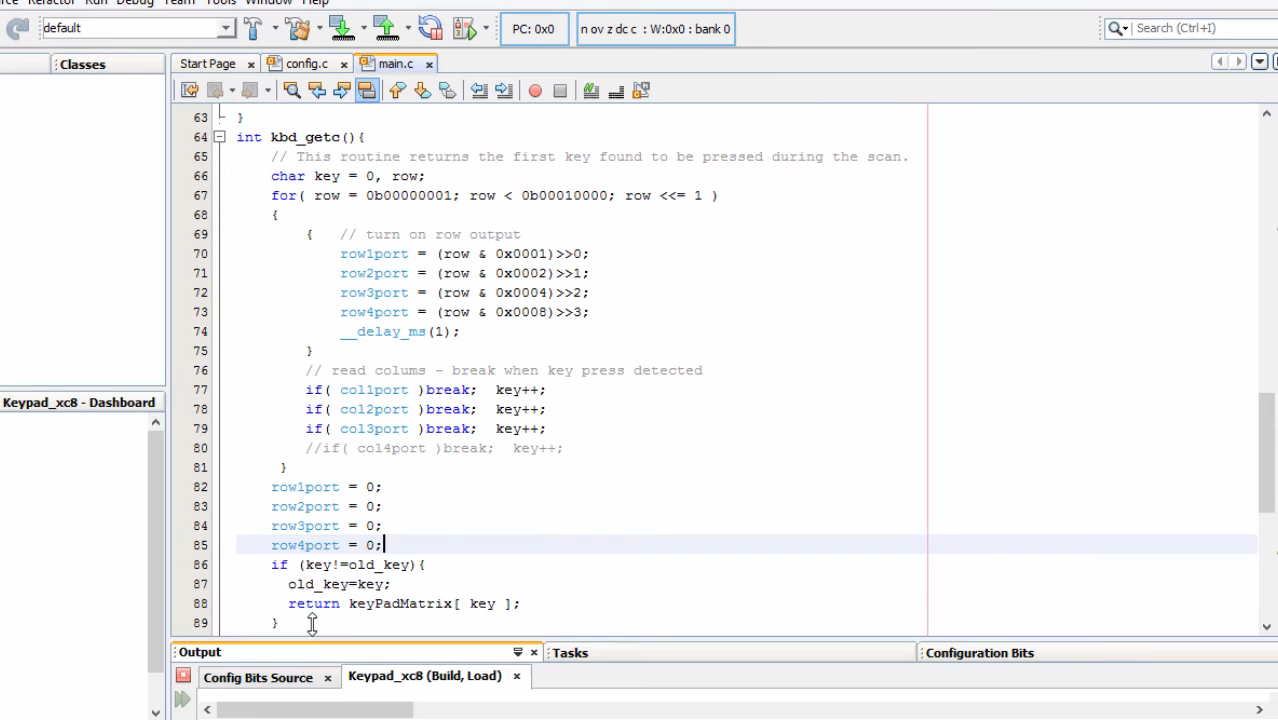 Refactor Run Debug Team Tools Window Help
default PC: 0x0 n ov z dc c : W:0x0 : bank 0 Search (Ctrl+I)
Classes Start Page config.c main.c
63 }
64 int kbd_getc(){
65 // This routine returns the first key found to be pressed during the scan.
66 char key = 0, row;
67 for( row = 0b00000001; row < 0b00010000; row <<= 1 )
68 {
69 { // turn on row output
70 row1port = (row & 0x0001)>>0;
71 row2port = (row & 0x0002)>>1;
72 row3port = (row & 0x0004)>>2;
73 row4port = (row & 0x0008)>>3;
74 __delay_ms(1);
75 }
76 // read colums - break when key press detected
77 if( col1port )break; key++;
78 if( col2port )break; key++;
79 if( col3port )break; key++;
80 //if( col4port )break; key++;
81 }
82 row1port = 0;
83 row2port = 0;
84 row3port = 0;
85 row4port = 0;
86 if (key!=old_key){
87 old_key=key;
88 return keyPadMatrix[ key ];
89 }
Keypad_xc8 - Dashboard
Output Tasks Configuration Bits
Config Bits Source Keypad_xc8 (Build, Load)